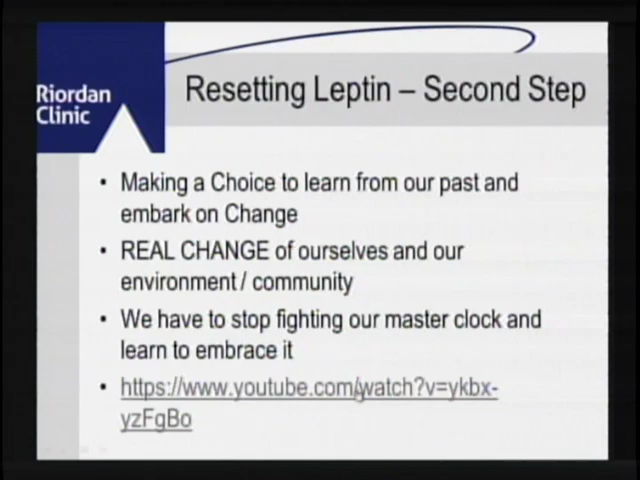 Riordan
Clinic
Resetting Leptin – Second Step
• Making a Choice to learn from our past and
embark on Change
• REAL CHANGE of ourselves and our
environment / community
• We have to stop fighting our master clock and
learn to embrace it
• https://www.youtube.com/watch?v=ykbx-
yzFgBo